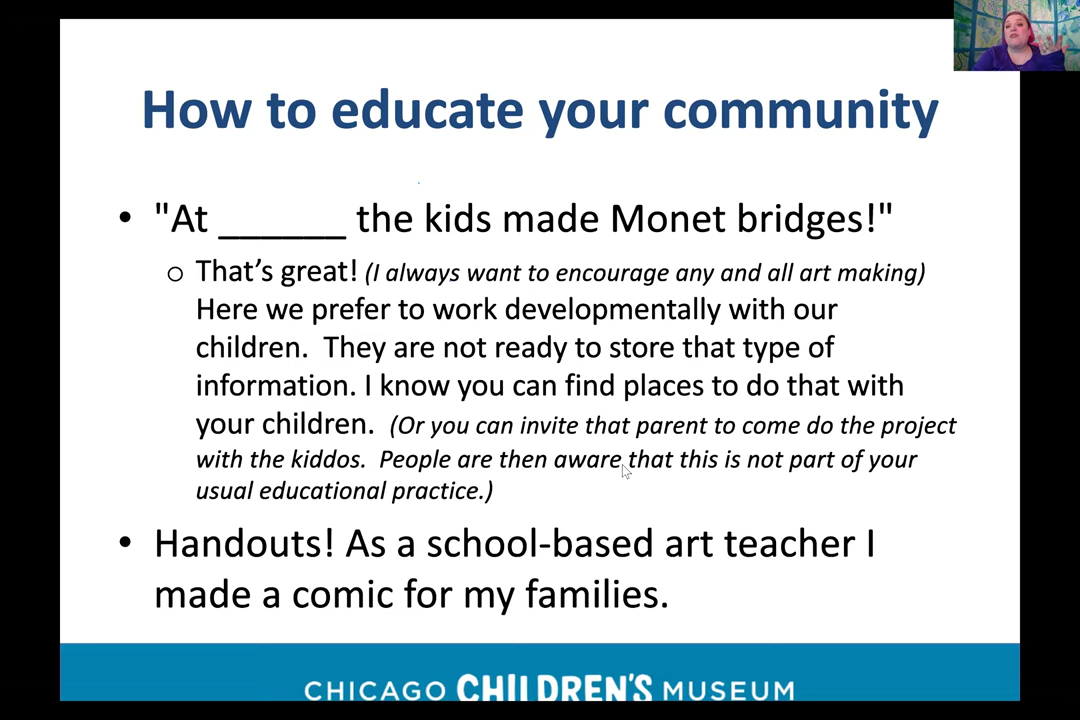 How to educate your community
• "At ______ the kids made Monet bridges!"
o That's great! (I always want to encourage any and all art making)
Here we prefer to work developmentally with our
children.  They are not ready to store that type of
information. I know you can find places to do that with
your children.  (Or you can invite that parent to come do the project
with the kiddos.  People are then aware that this is not part of your
usual educational practice.)
• Handouts! As a school-based art teacher I
made a comic for my families.
CHICAGO CHILDREN'S MUSEUM